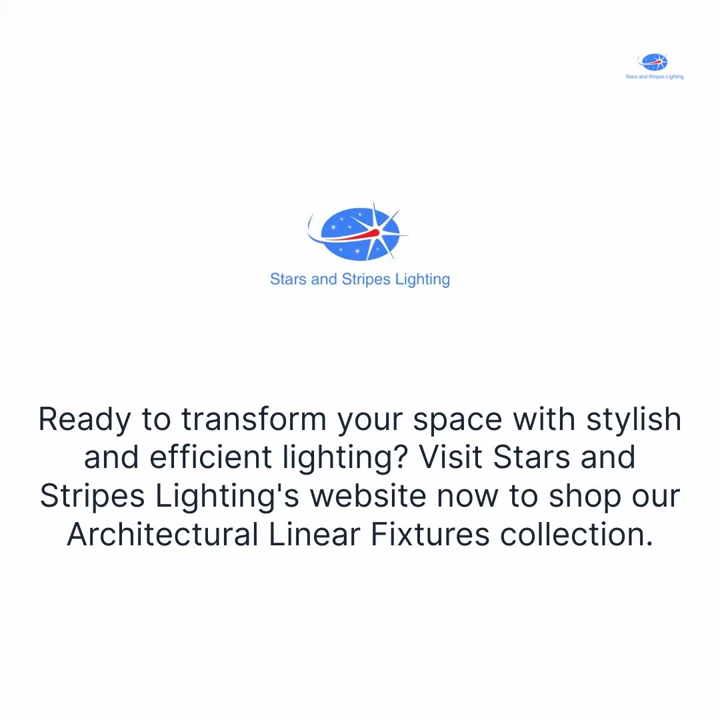 Stars and Stripes Lighting
Stars and Stripes Lighting
Ready to transform your space with stylish
and efficient lighting? Visit Stars and
Stripes Lighting's website now to shop our
Architectural Linear Fixtures collection.